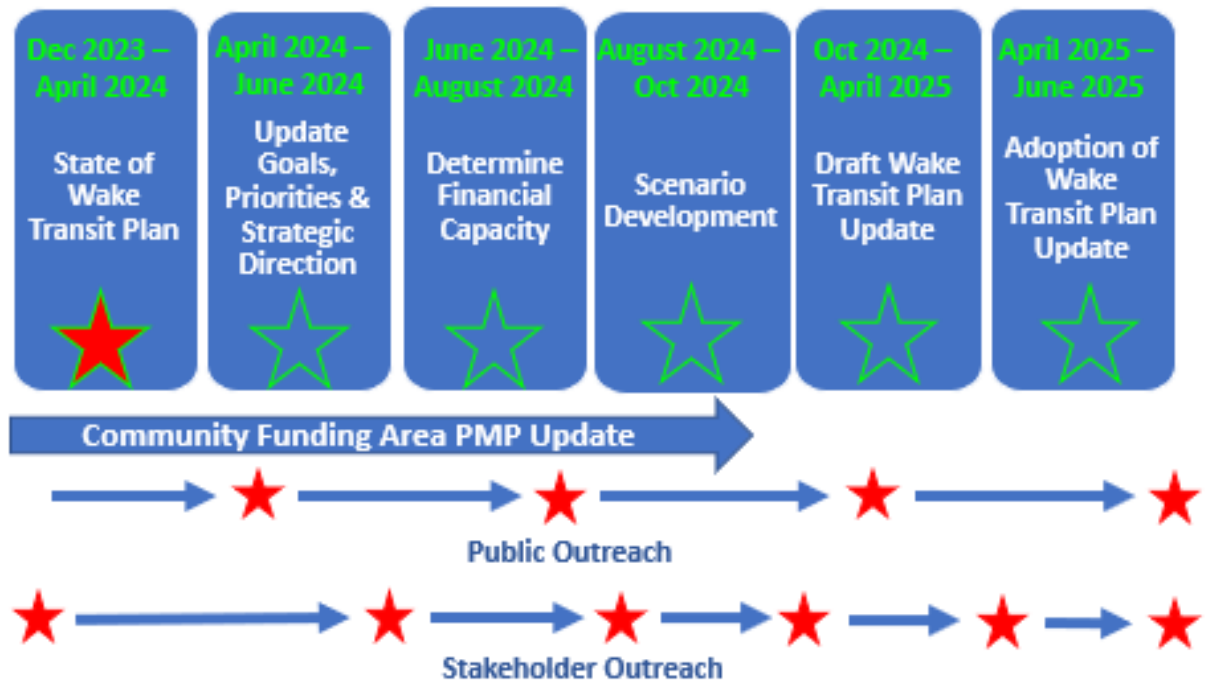 Dec 2023 –
April 2024
State of
Wake
Transit Plan
April 2024 –
June 2024
Update
Goals,
Priorities &
Strategic
Direction
June 2024 –
August 2024
Determine
Financial
Capacity
August 2024 –
Oct 2024
Scenario
Development
Oct 2024 –
April 2025
Draft Wake
Transit Plan
Update
April 2025 –
June 2025
Adoption of
Wake
Transit Plan
Update
Community Funding Area PMP Update
Public Outreach
Stakeholder Outreach